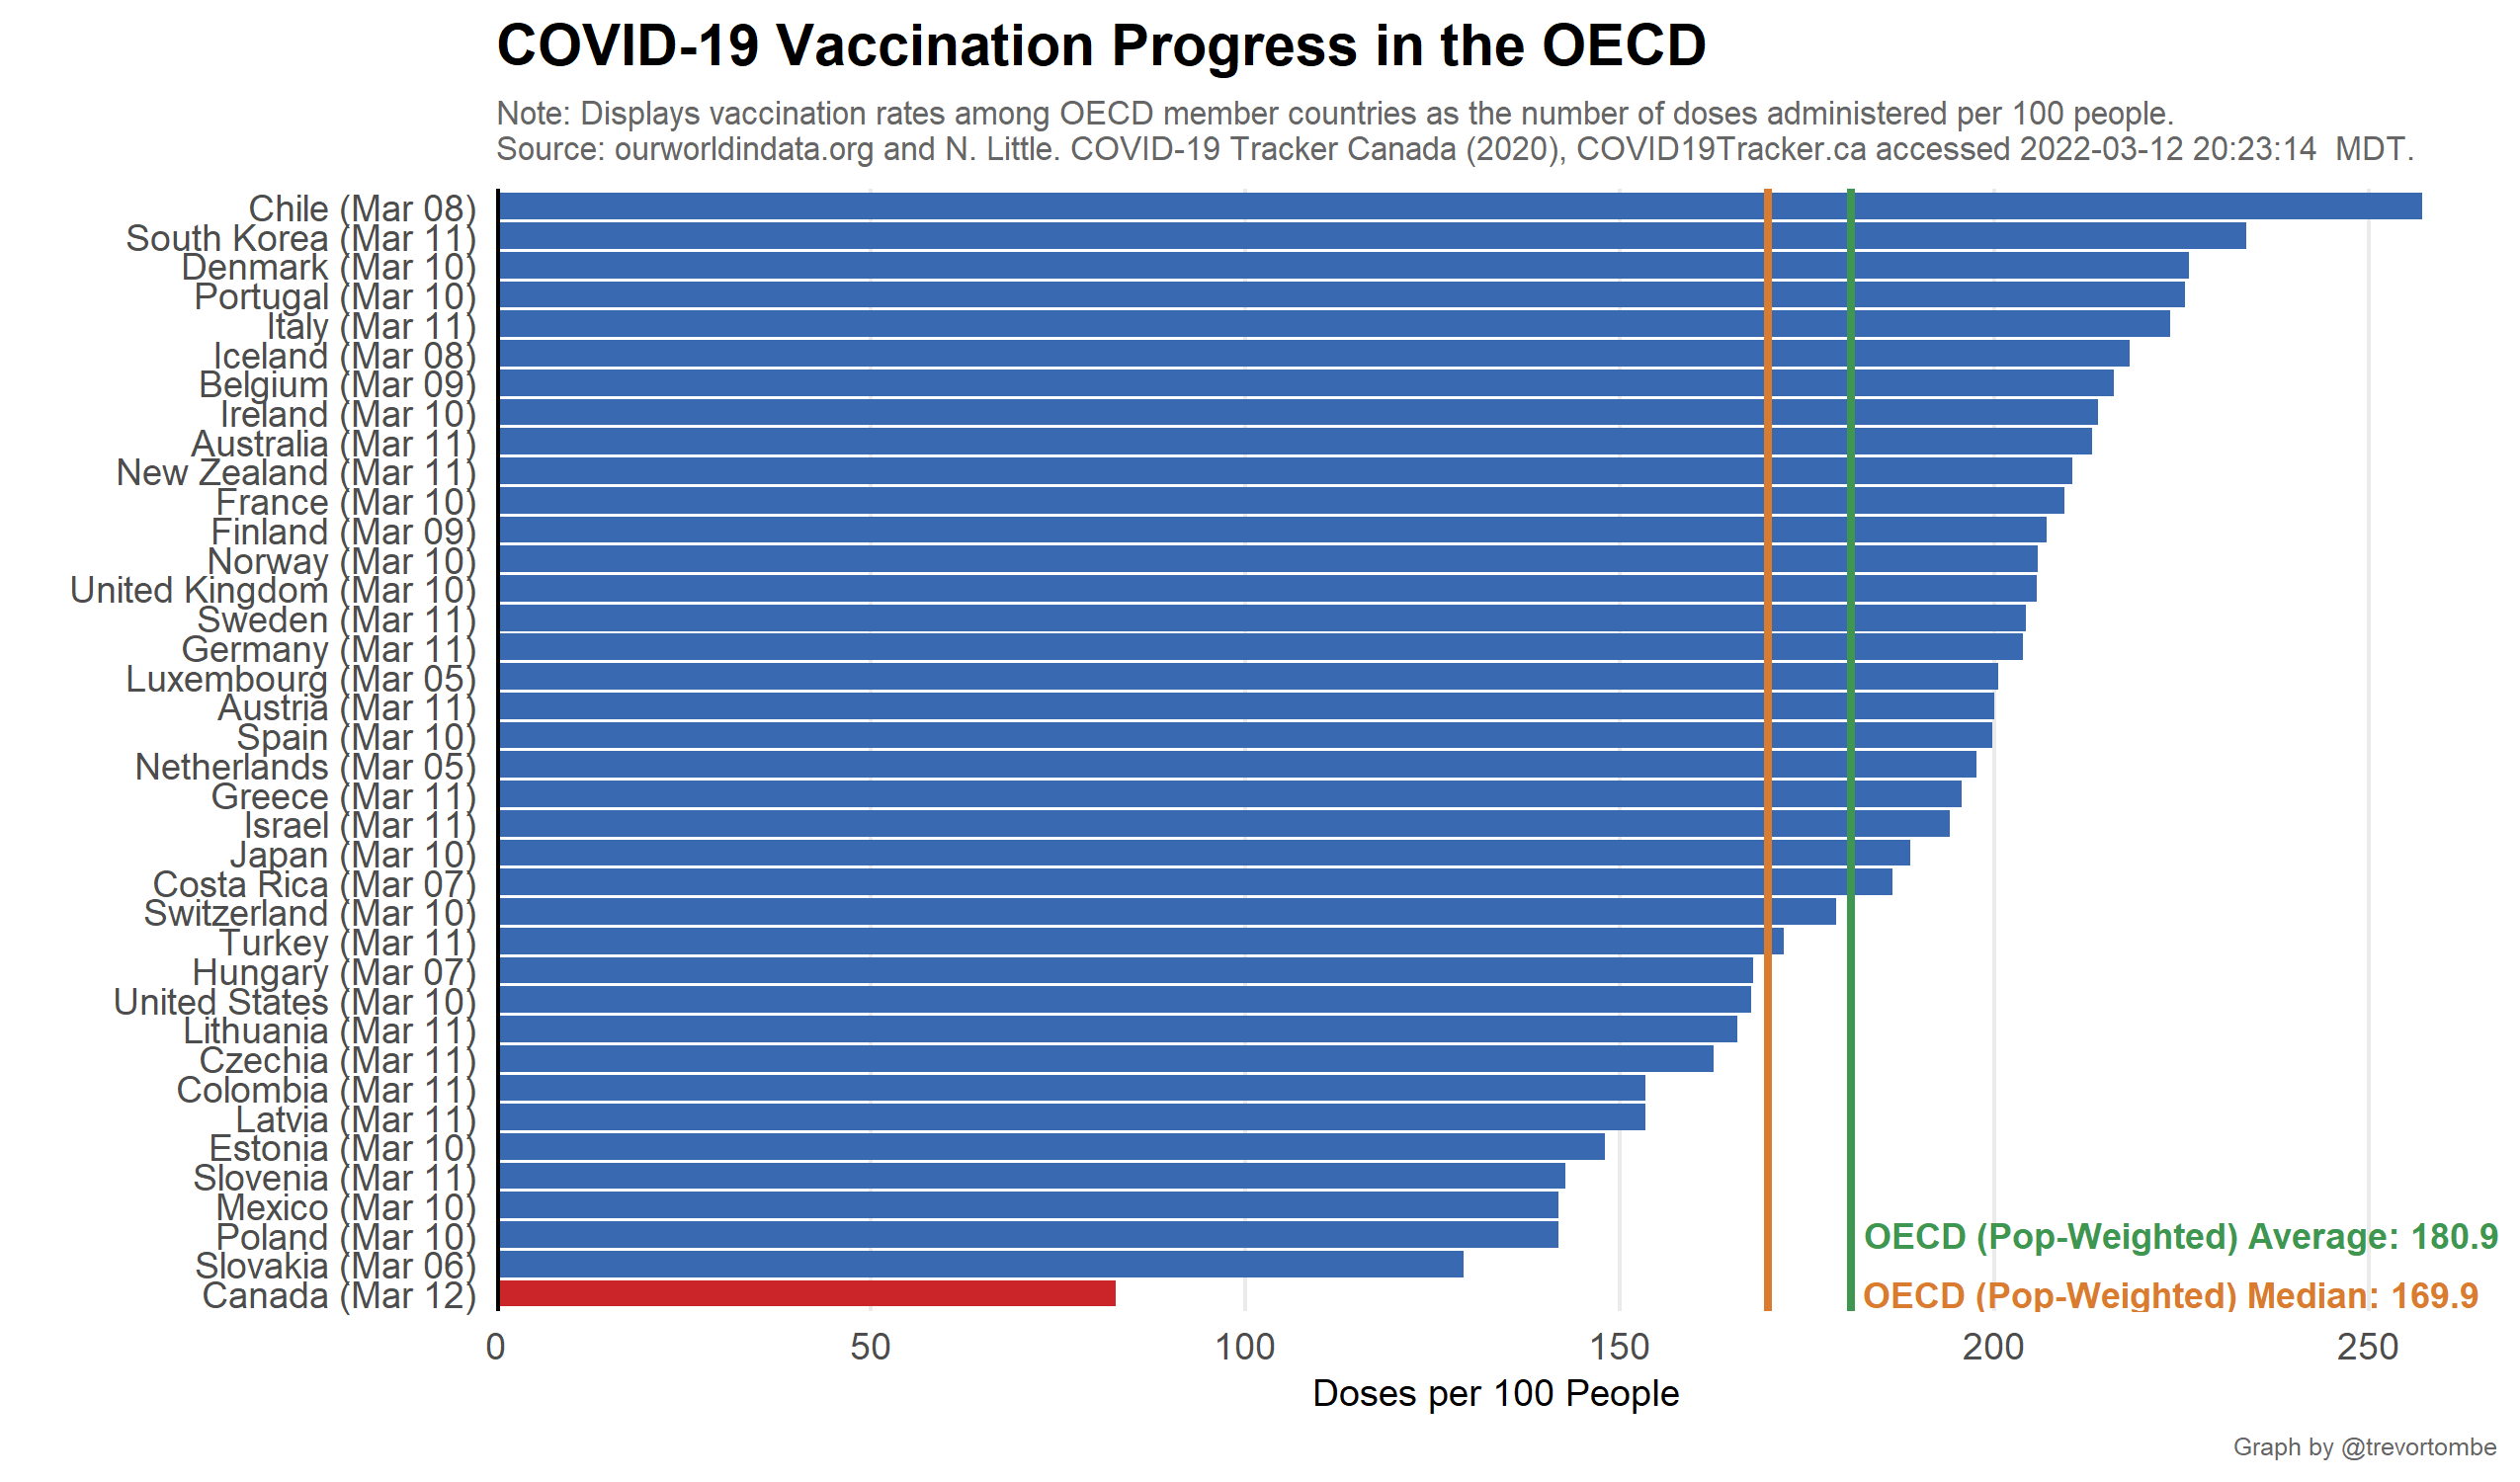 COVID-19 Vaccination Progress in the OECD
Note: Displays vaccination rates among OECD member countries as the number of doses administered per 100 people.
Source: ourworldindata.org and N. Little. COVID-19 Tracker Canada (2020), COVID19Tracker.ca accessed 2022-03-12 20:23:14  MDT.
Chile (Mar 08)
South Korea (Mar 11)
Denmark (Mar 10)
Portugal (Mar 10)
Italy (Mar 11)
Iceland (Mar 08)
Belgium (Mar 09)
Ireland (Mar 10)
Australia (Mar 11)
New Zealand (Mar 11)
France (Mar 10)
Finland (Mar 09)
Norway (Mar 10)
United Kingdom (Mar 10)
Sweden (Mar 11)
Germany (Mar 11)
Luxembourg (Mar 05)
Austria (Mar 11)
Spain (Mar 10)
Netherlands (Mar 05)
Greece (Mar 11)
Israel (Mar 11)
Japan (Mar 10)
Costa Rica (Mar 07)
Switzerland (Mar 10)
Turkey (Mar 11)
Hungary (Mar 07)
United States (Mar 10)
Lithuania (Mar 11)
Czechia (Mar 11)
Colombia (Mar 11)
Latvia (Mar 11)
Estonia (Mar 10)
Slovenia (Mar 11)
Mexico (Mar 10)
Poland (Mar 10)
Slovakia (Mar 06)
Canada (Mar 12)
OECD (Pop-Weighted) Average: 180.9
OECD (Pop-Weighted) Median: 169.9
0 50 100 150 200 250
Doses per 100 People
Graph by @trevortombe